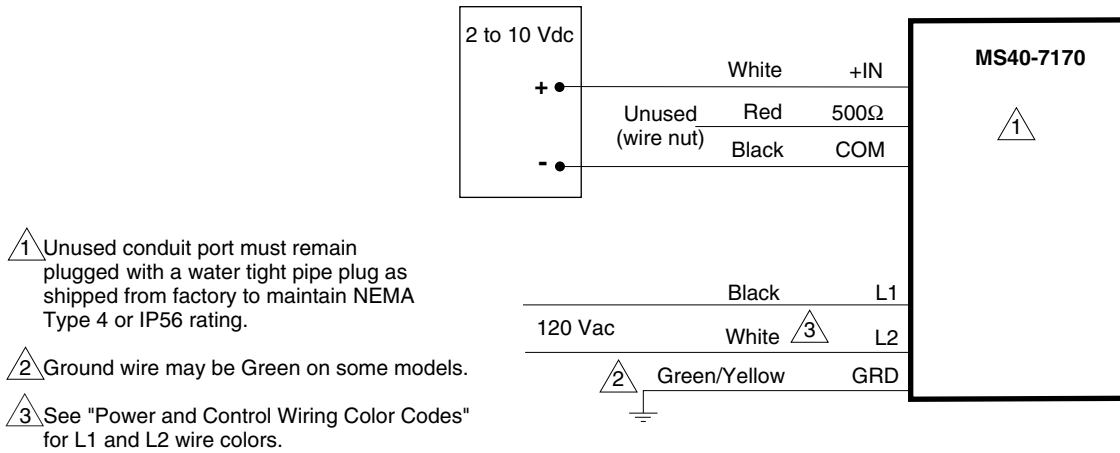 2 to 10 Vdc
+
-
White +IN
Unused
(wire nut)
Red 500Ω
Black COM
MS40-7170
1
Black L1
120 Vac
White 3 L2
2 Green/Yellow GRD
1 Unused conduit port must remain
plugged with a water tight pipe plug as
shipped from factory to maintain NEMA
Type 4 or IP56 rating.
2 Ground wire may be Green on some models.
3 See "Power and Control Wiring Color Codes"
for L1 and L2 wire colors.